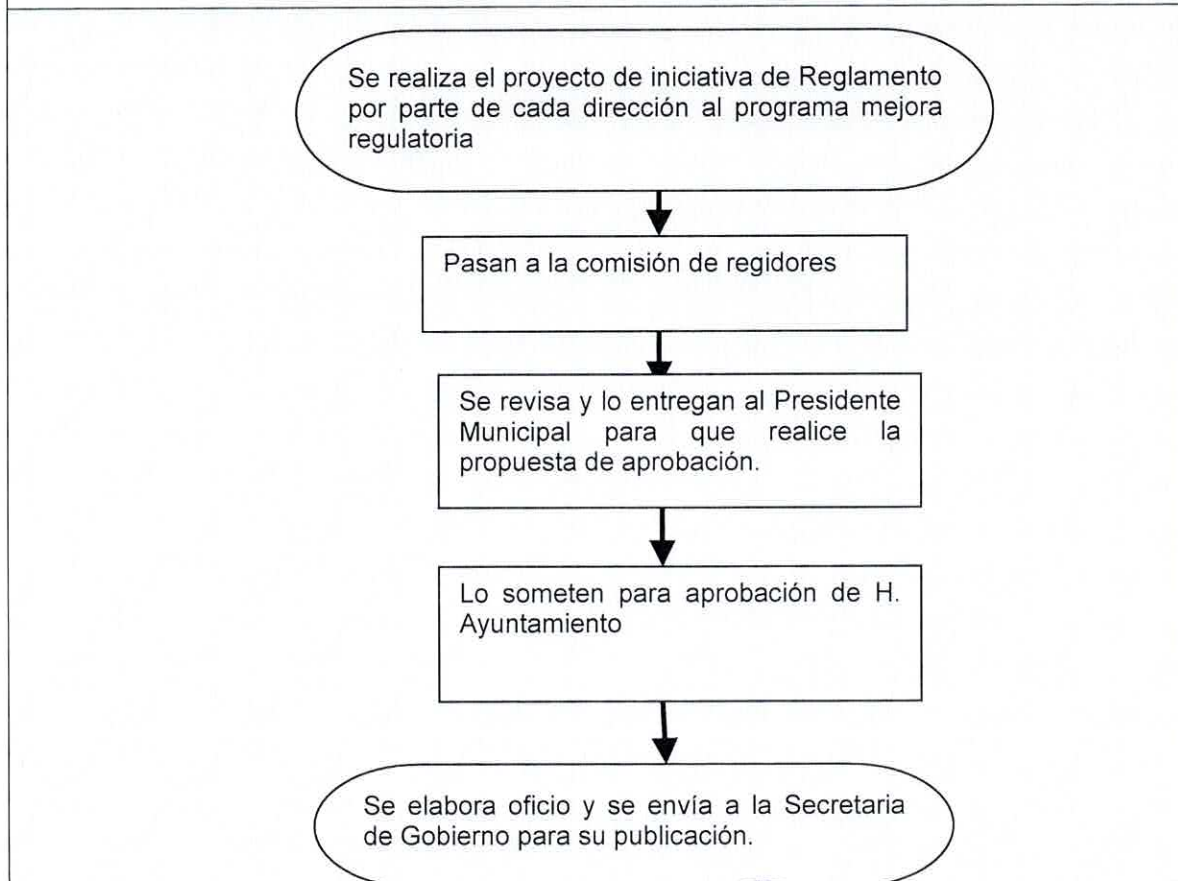 Se realiza el proyecto de iniciativa de Reglamento
por parte de cada dirección al programa mejora
regulatoria
Pasan a la comisión de regidores
Se revisa y lo entregan al Presidente
Municipal para que realice la
propuesta de aprobación.
Lo someten para aprobación de H.
Ayuntamiento
Se elabora oficio y se envía a la Secretaria
de Gobierno para su publicación.